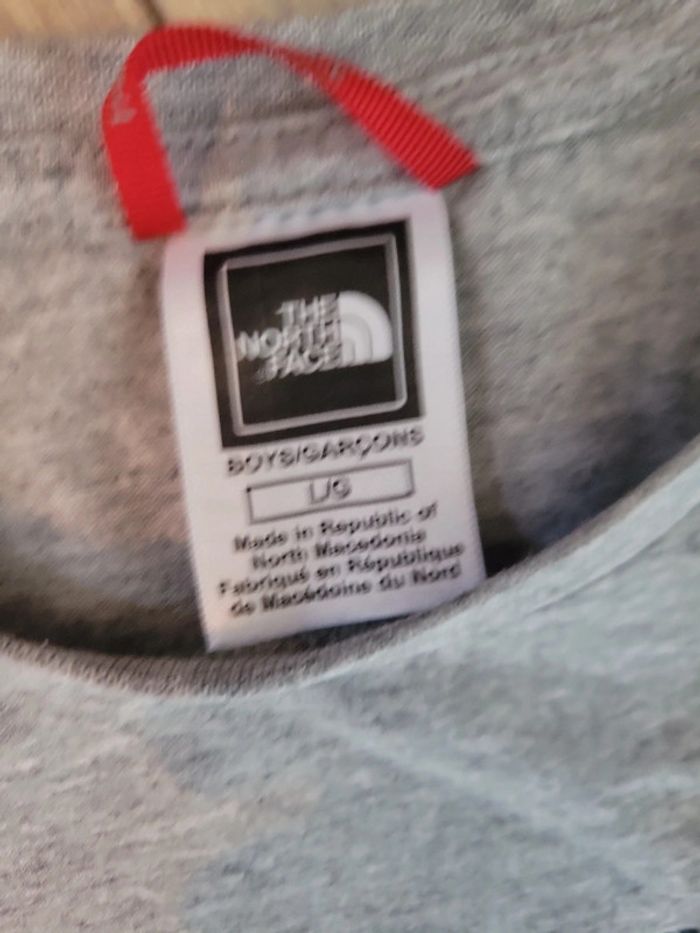 THE
NORTH
FACE
BOYS/GARÇONS
L/G
Made in Republic of
North Macedonia
Fabriqué en République
de Macédoine du Nord